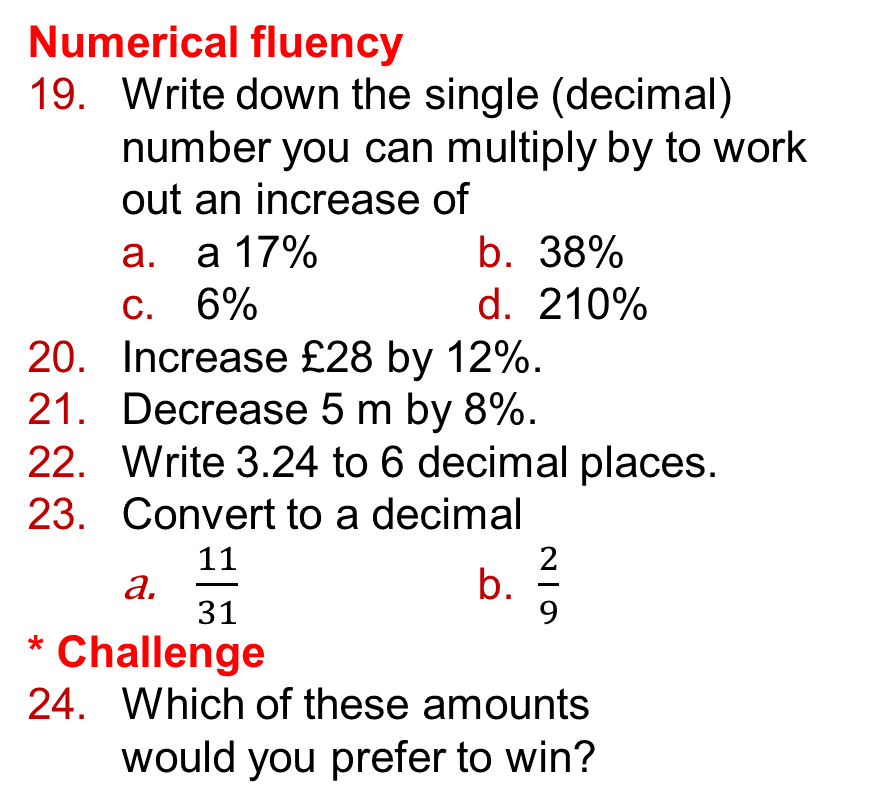 Numerical fluency
19. Write down the single (decimal)
number you can multiply by to work
out an increase of
a. a 17% b. 38%
c. 6% d. 210%
20. Increase £28 by 12%.
21. Decrease 5 m by 8%.
22. Write 3.24 to 6 decimal places.
23. Convert to a decimal
a. 11/31 b. 2/9
* Challenge
24. Which of these amounts
would you prefer to win?